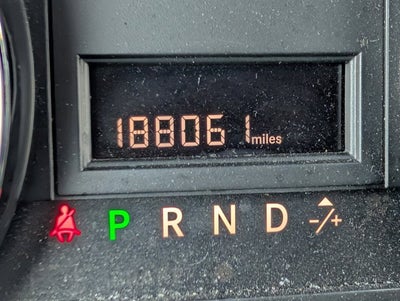 188061 miles
P R N D -/+